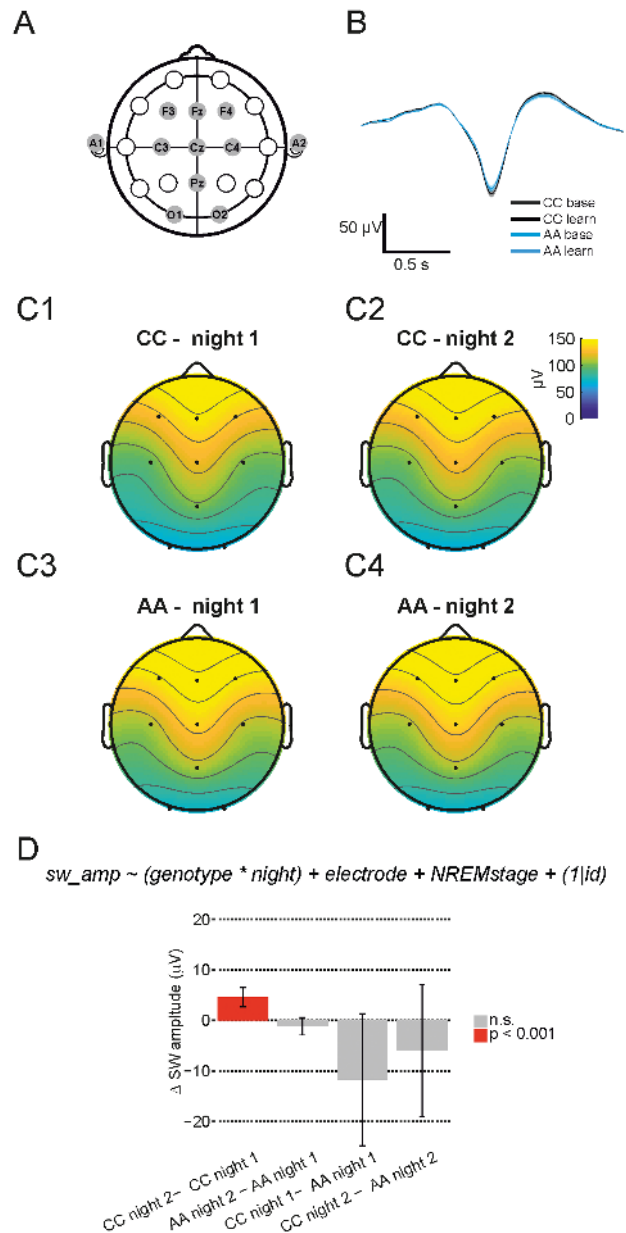 A
B
F3 Fz F4
A1 C3 Cz C4 A2
Pz
O1 O2
50 µV
0.5 s
CC base
CC learn
AA base
AA learn
C1
C2
CC - night 1
CC - night 2
150
100
50
0
µV
C3
C4
AA - night 1
AA - night 2
D
sw_amp ~ (genotype * night) + electrode + NREMstage + (1|id)
20
10
0
−10
−20
Δ SW ampltude (µV)
n.s.
p < 0.001
CC night 2– CC night 1
AA night 2 – AA night 1
CC night 1– AA night 1
CC night 2 – AA night 2